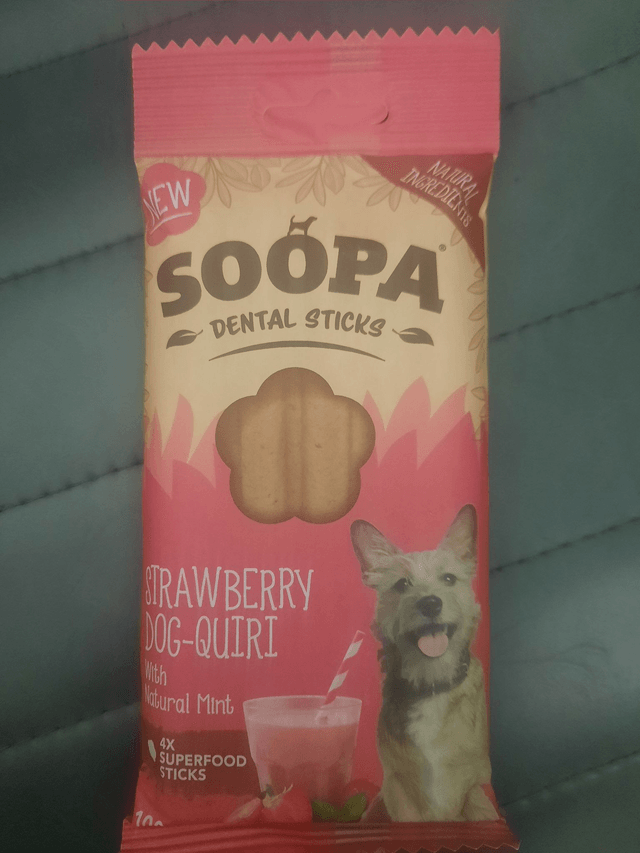 NEW
NATURAL
INGREDIENTS
SOOPA®
DENTAL STICKS
STRAWBERRY
DOG-QUIRI
With
Natural Mint
4X
SUPERFOOD
STICKS